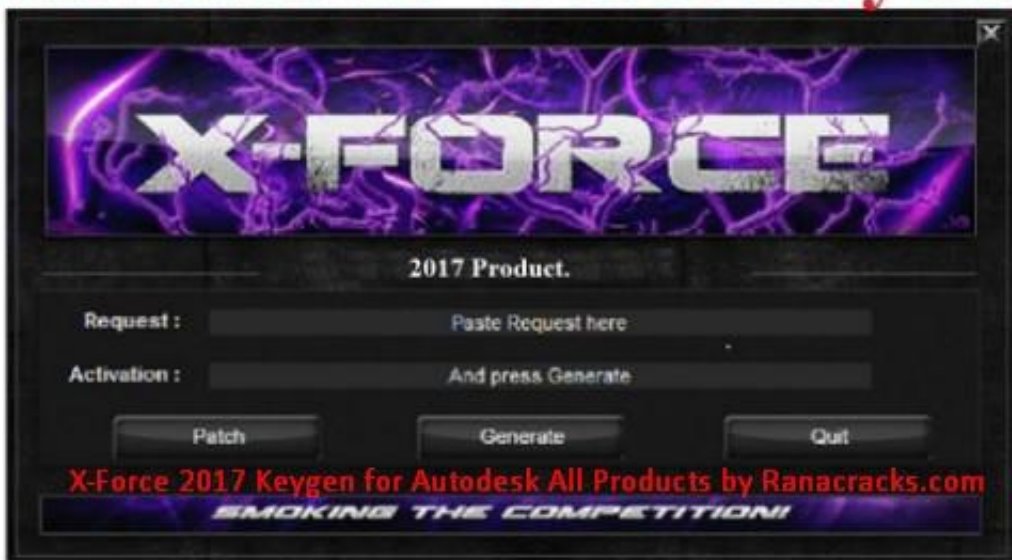 X-FORCE
2017 Product.
Request :
Paste Request here
Activation :
And press Generate
Patch
Generate
Quit
X-Force 2017 Keygen for Autodesk All Products by Ranacracks.com
SMOKING THE COMPETITION!